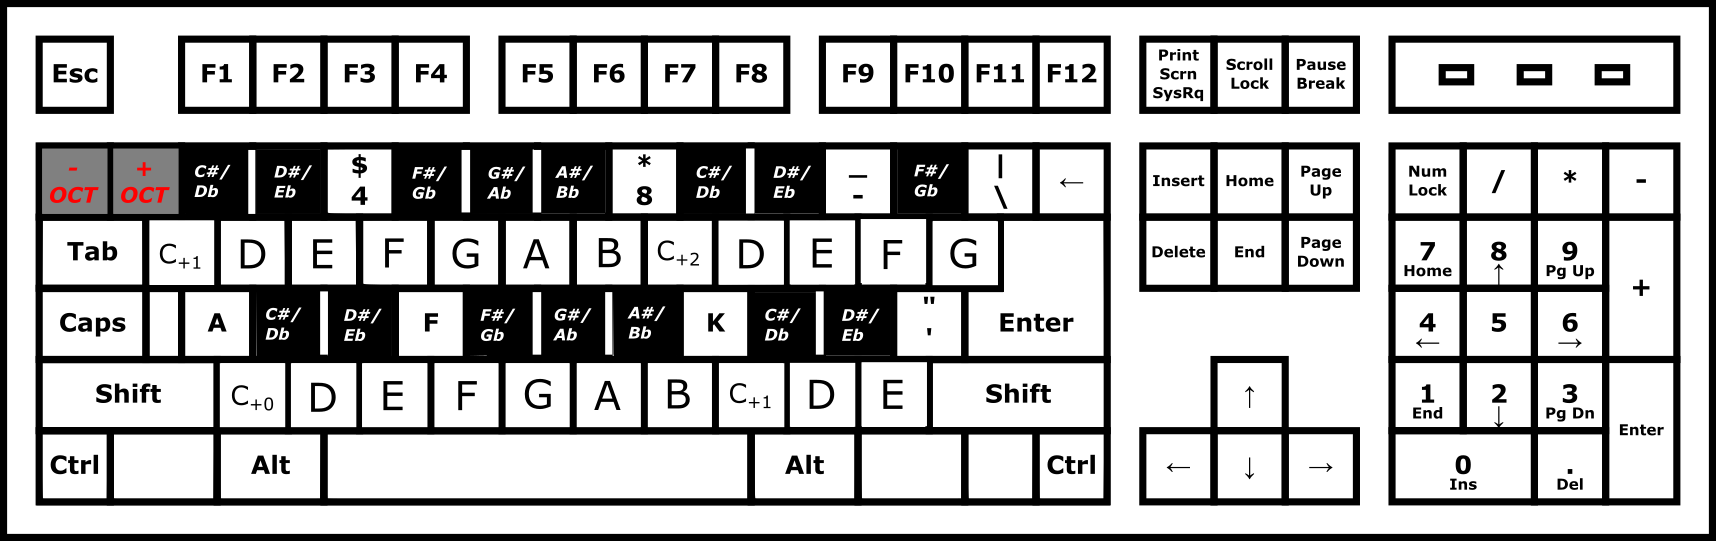 Esc F1 F2 F3 F4 F5 F6 F7 F8 F9 F10 F11 F12
Print
Scrn
SysRq
Scroll
Lock
Pause
Break
-
OCT
+
OCT
C#/
Db
D#/
Eb
$
4
F#/
Gb
G#/
Ab
A#/
Bb
*
8
C#/
Db
D#/
Eb
_
-
F#/
Gb
|
\
←
Insert Home
Page
Up
Num
Lock
/ * -
Tab C+1 D E F G A B C+2 D E F G
Delete End
Page
Down
7
Home
8
↑
9
Pg Up
+
Caps A
C#/
Db
D#/
Eb
F
F#/
Gb
G#/
Ab
A#/
Bb
K
C#/
Db
D#/
Eb
"
'
Enter
4
←
5
6
→
Shift C+0 D E F G A B C+1 D E Shift
↑
1
End
2
↓
3
Pg Dn
Enter
Ctrl Alt Alt Ctrl
← ↓ →
0
Ins
.
Del